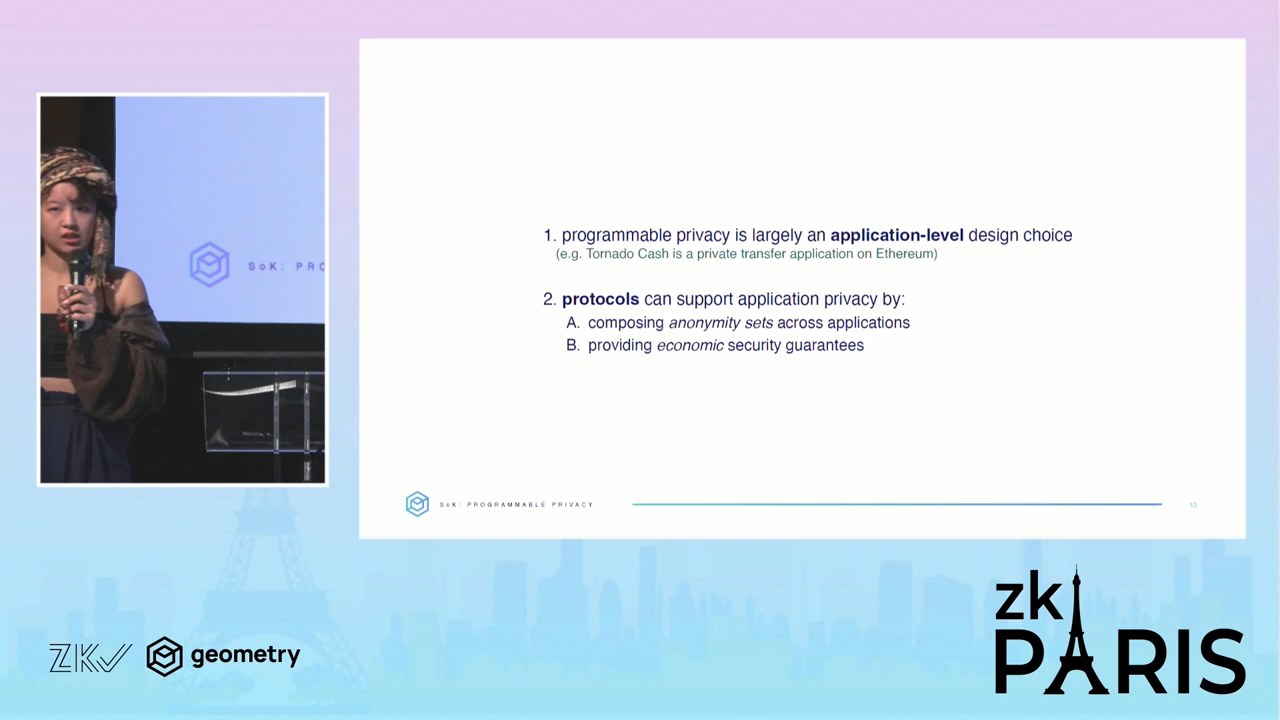 SoK: PRO
1. programmable privacy is largely an application-level design choice
(e.g. Tornado Cash is a private transfer application on Ethereum)
2. protocols can support application privacy by:
A. composing anonymity sets across applications
B. providing economic security guarantees
SoK: PROGRAMMABLE PRIVACY
13
ZKV
geometry
zk
PARIS